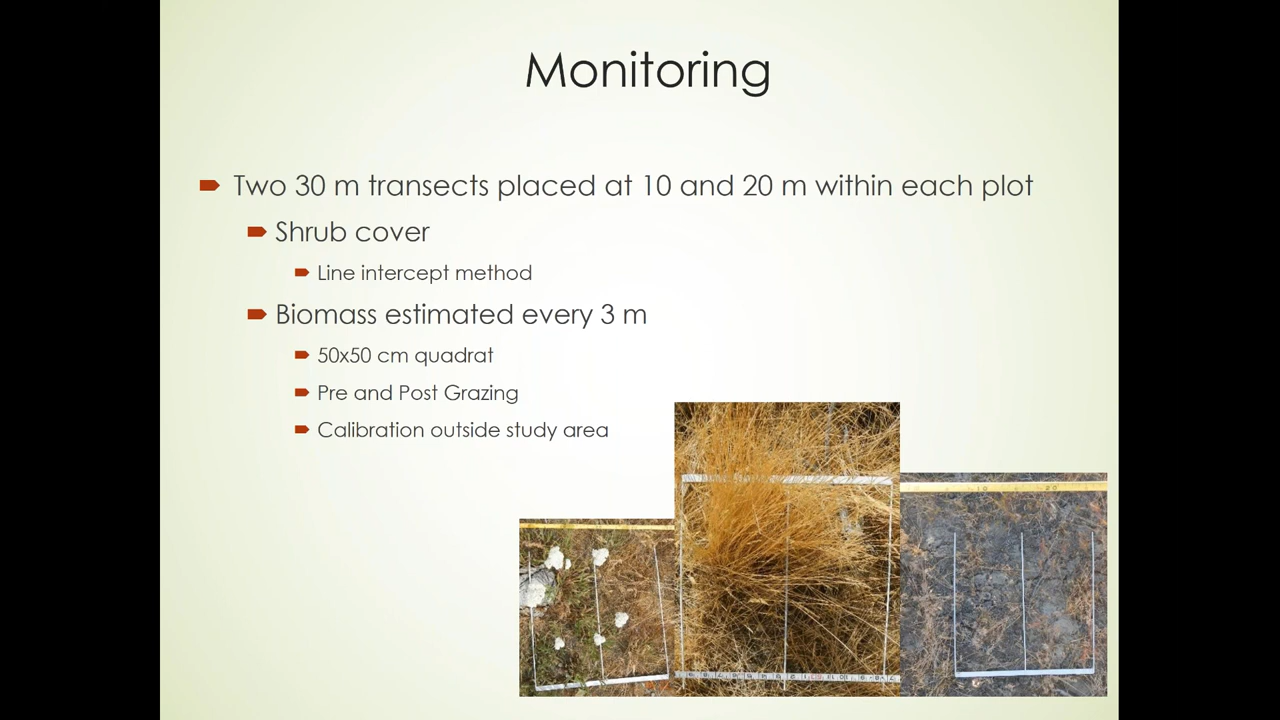 Monitoring
Two 30 m transects placed at 10 and 20 m within each plot
Shrub cover
Line intercept method
Biomass estimated every 3 m
50x50 cm quadrat
Pre and Post Grazing
Calibration outside study area